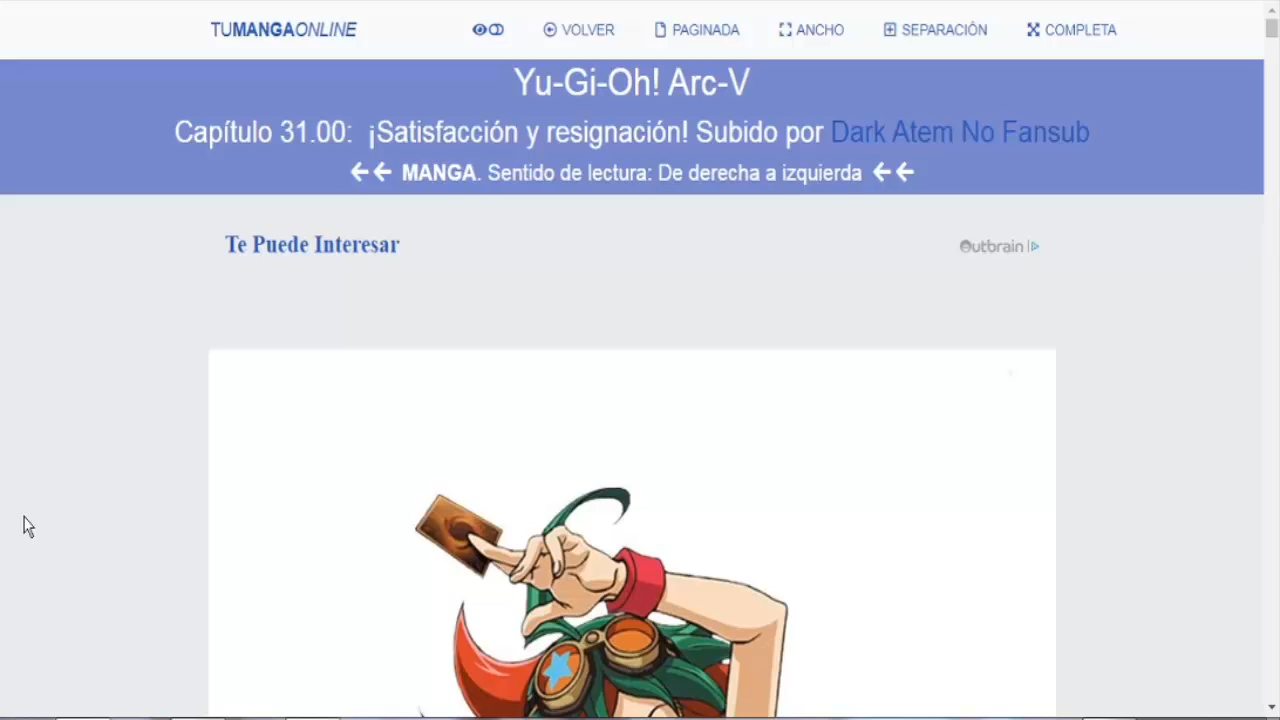 TUMANGAONLINE VOLVER PAGINADA ANCHO SEPARACIÓN COMPLETA
Yu-Gi-Oh! Arc-V
Capítulo 31.00: ¡Satisfacción y resignación! Subido por Dark Atem No Fansub
MANGA. Sentido de lectura: De derecha a izquierda
Te Puede Interesar
Outbrain